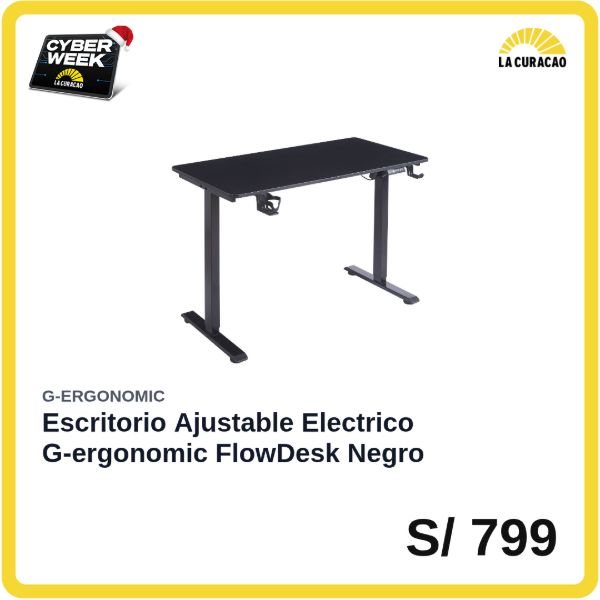 CYBER
WEEK
LA CURACAO
LA CURACAO
G-ERGONOMIC
Escritorio Ajustable Electrico
G-ergonomic FlowDesk Negro
S/ 799